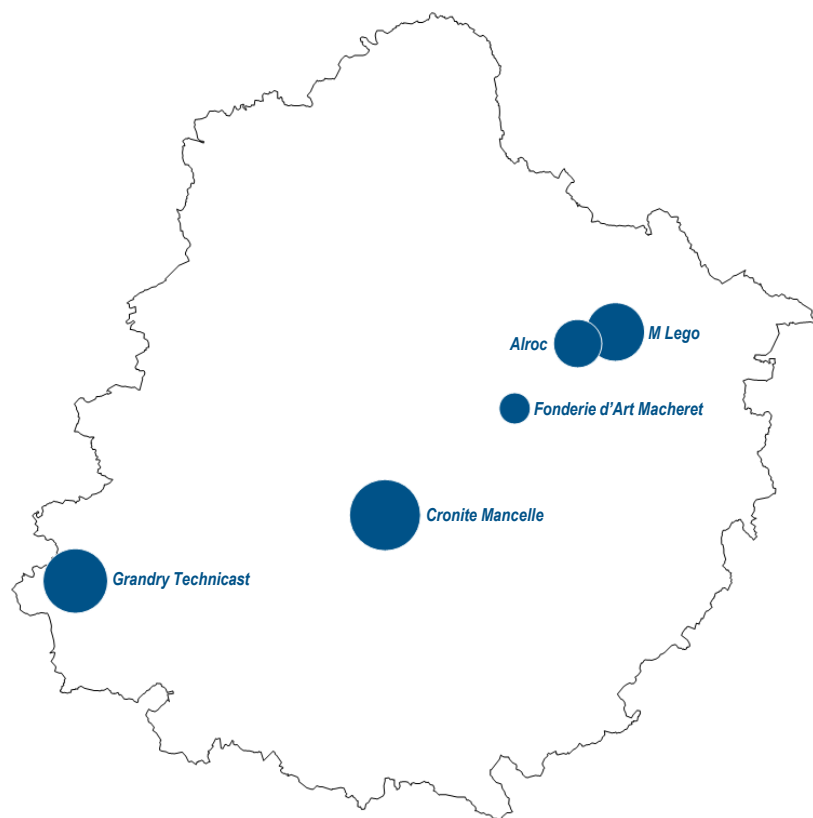 M Lego
Alroc
Fonderie d’Art Macheret
Cronite Mancelle
Grandry Technicast